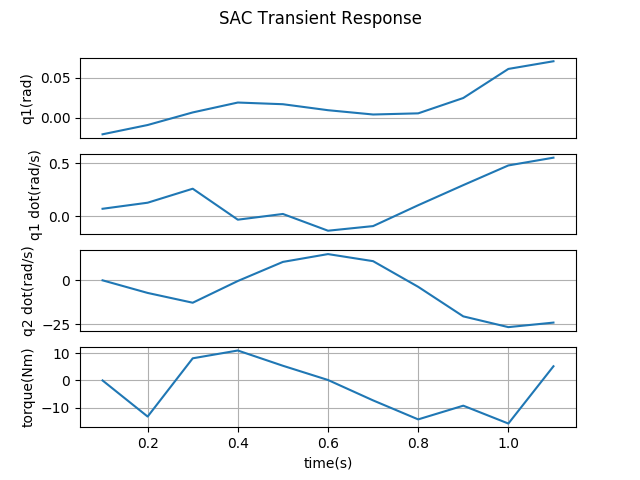 SAC Transient Response
q1(rad)
0.05
0.00
q1 dot(rad/s)
0.5
0.0
q2 dot(rad/s)
0
−25
torque(Nm)
10
0
−10
0.2 0.4 0.6 0.8 1.0
time(s)